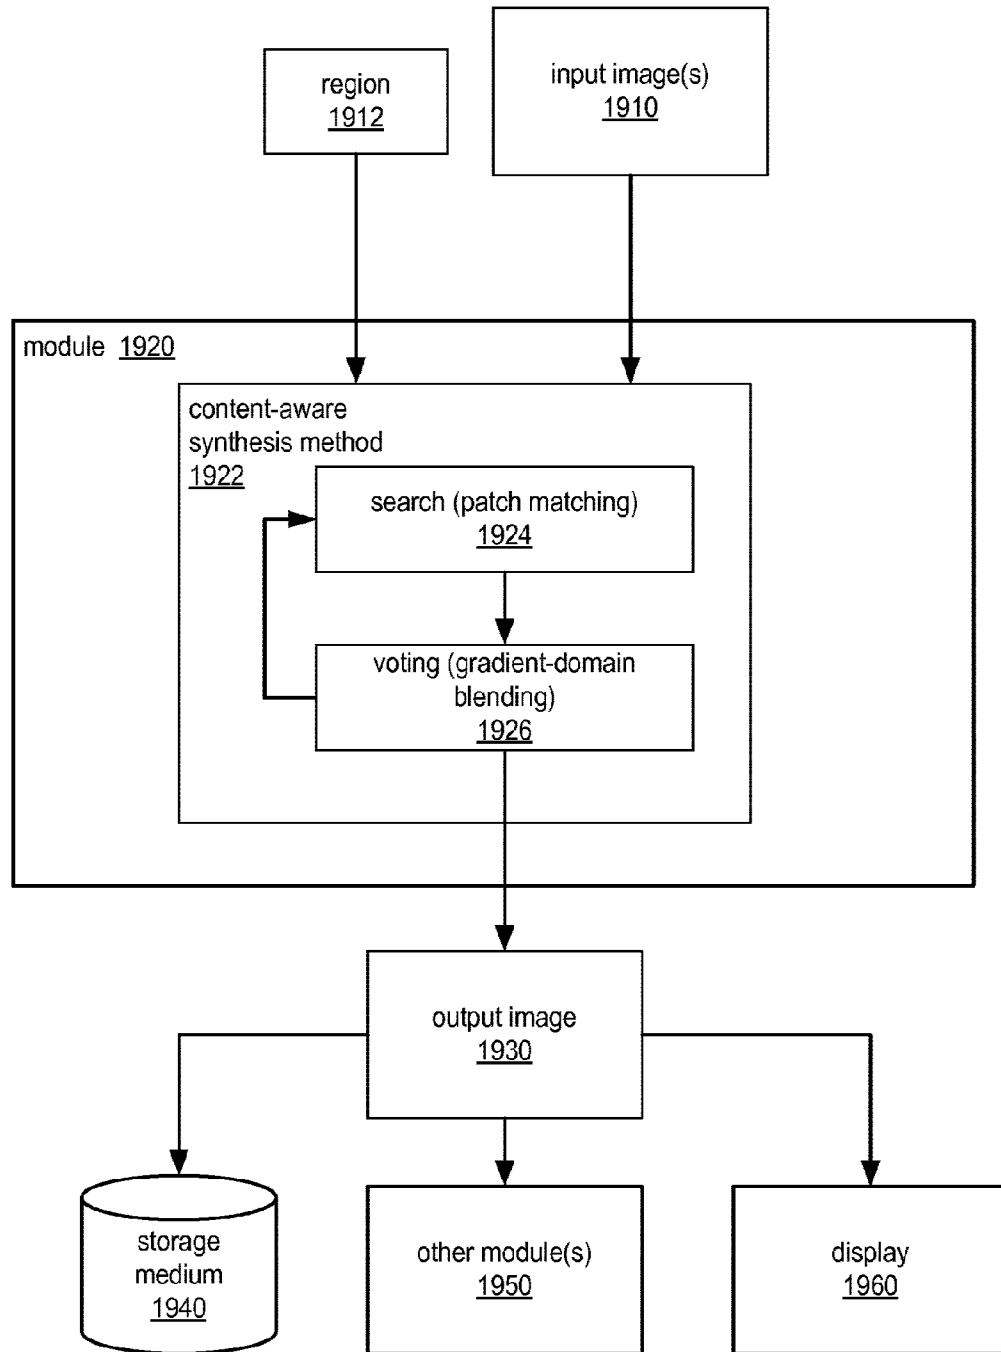 region
1912
input image(s)
1910
module 1920
content-aware
synthesis method
1922
search (patch matching)
1924
voting (gradient-domain
blending)
1926
output image
1930
storage
medium
1940
other module(s)
1950
display
1960